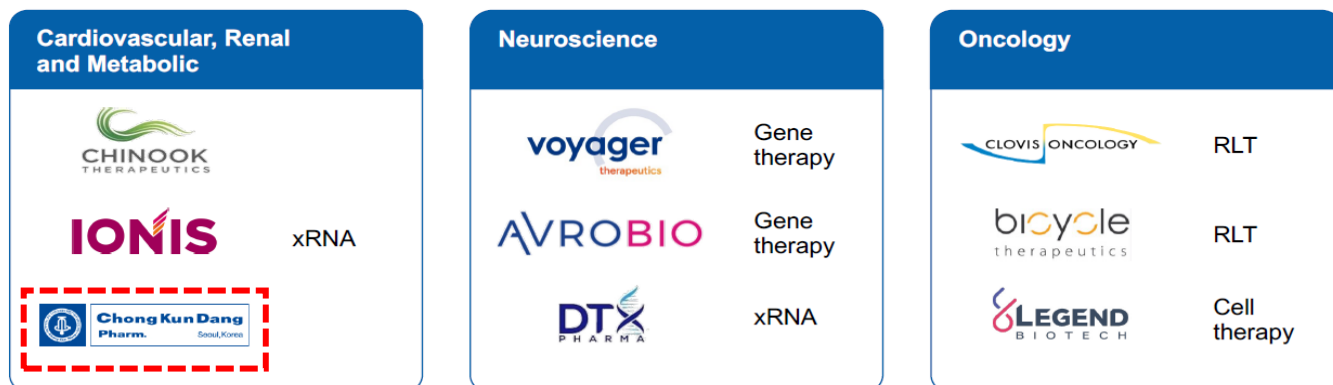 Cardiovascular, Renal
and Metabolic
CHINOOK
THERAPEUTICS
IONIS
xRNA
Chong Kun Dang
Pharm. Seoul,Korea
Neuroscience
voyager
therapeutics
Gene
therapy
AVROBIO
Gene
therapy
DTX
PHARMA
xRNA
Oncology
CLOVIS ONCOLOGY
RLT
bicycle
therapeutics
RLT
LEGEND
BIOTECH
Cell
therapy